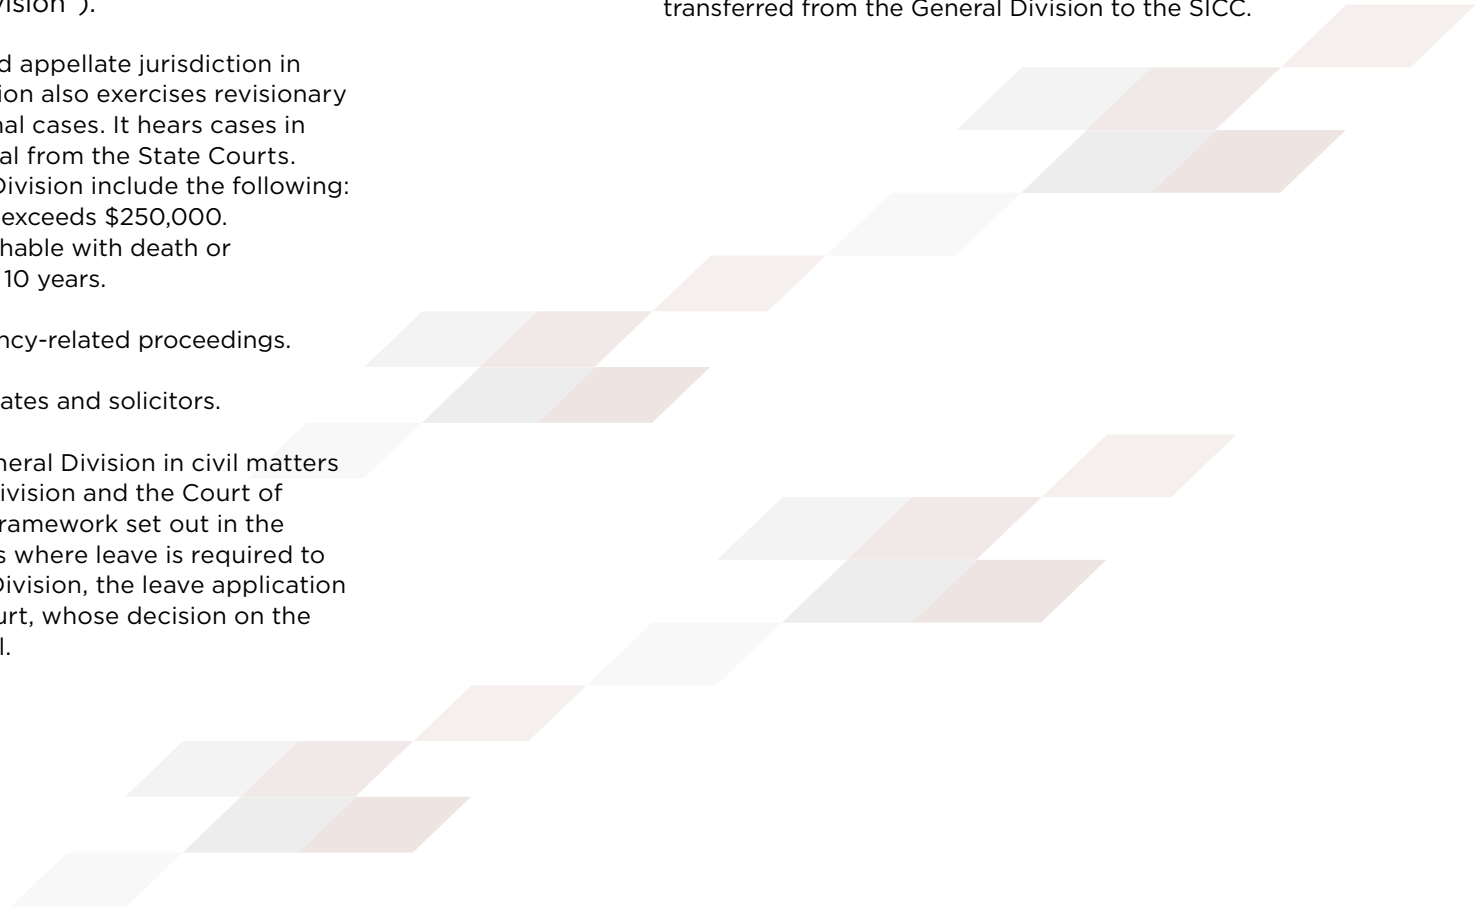 vision").
d appellate jurisdiction in
ion also exercises revisionary
nal cases. It hears cases in
al from the State Courts.
Division include the following:
exceeds $250,000.
hable with death or
10 years.
ncy-related proceedings.
ates and solicitors.
neral Division in civil matters
ivision and the Court of
ramework set out in the
s where leave is required to
Division, the leave application
urt, whose decision on the
l.
transferred from the General Division to the SICC.